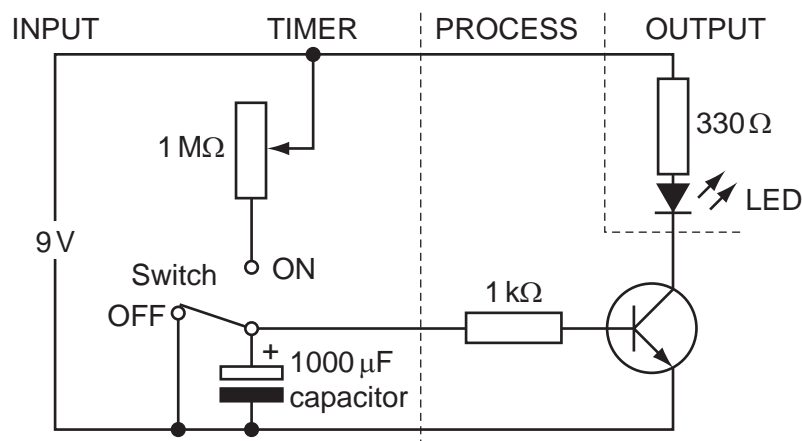 INPUT TIMER PROCESS OUTPUT
330 Ω
1 MΩ
LED
9 V
ON
Switch
OFF
1 kΩ
+
1000 μF
capacitor